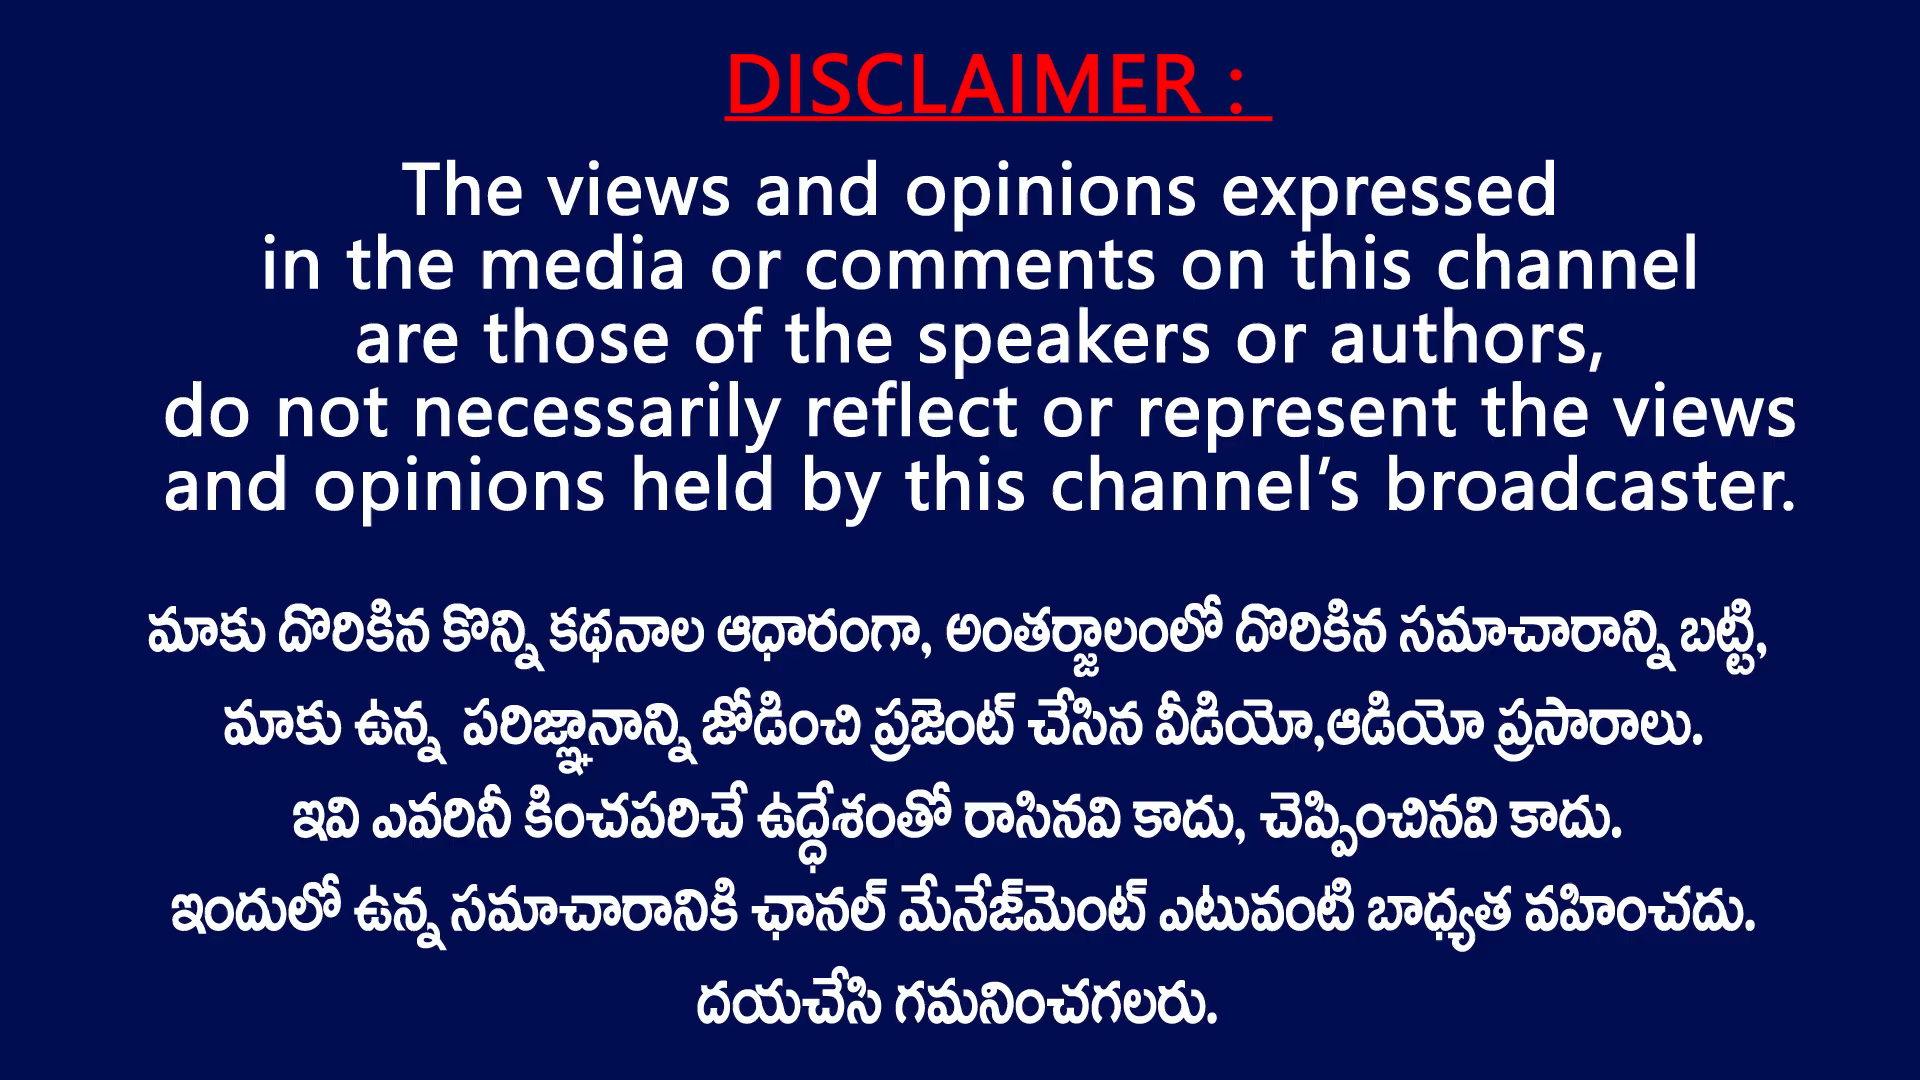 DISCLAIMER :
The views and opinions expressed
in the media or comments on this channel
are those of the speakers or authors,
do not necessarily reflect or represent the views
and opinions held by this channel’s broadcaster.
మాకు దొరికిన కొన్ని కథనాల ఆధారంగా, అంతర్జాలంలో దొరికిన సమాచారాన్ని బట్టి,
మాకు ఉన్న పరిజ్ఞానాన్ని జోడించి ప్రజెంట్ చేసిన వీడియో,ఆడియో ప్రసారాలు.
ఇవి ఎవరినీ కించపరిచే ఉద్ధేశంతో రాసినవి కాదు, చెప్పించినవి కాదు.
ఇందులో ఉన్న సమాచారానికి ఛానల్ మేనేజ్‌మెంట్ ఎటువంటి బాధ్యత వహించదు.
దయచేసి గమనించగలరు.